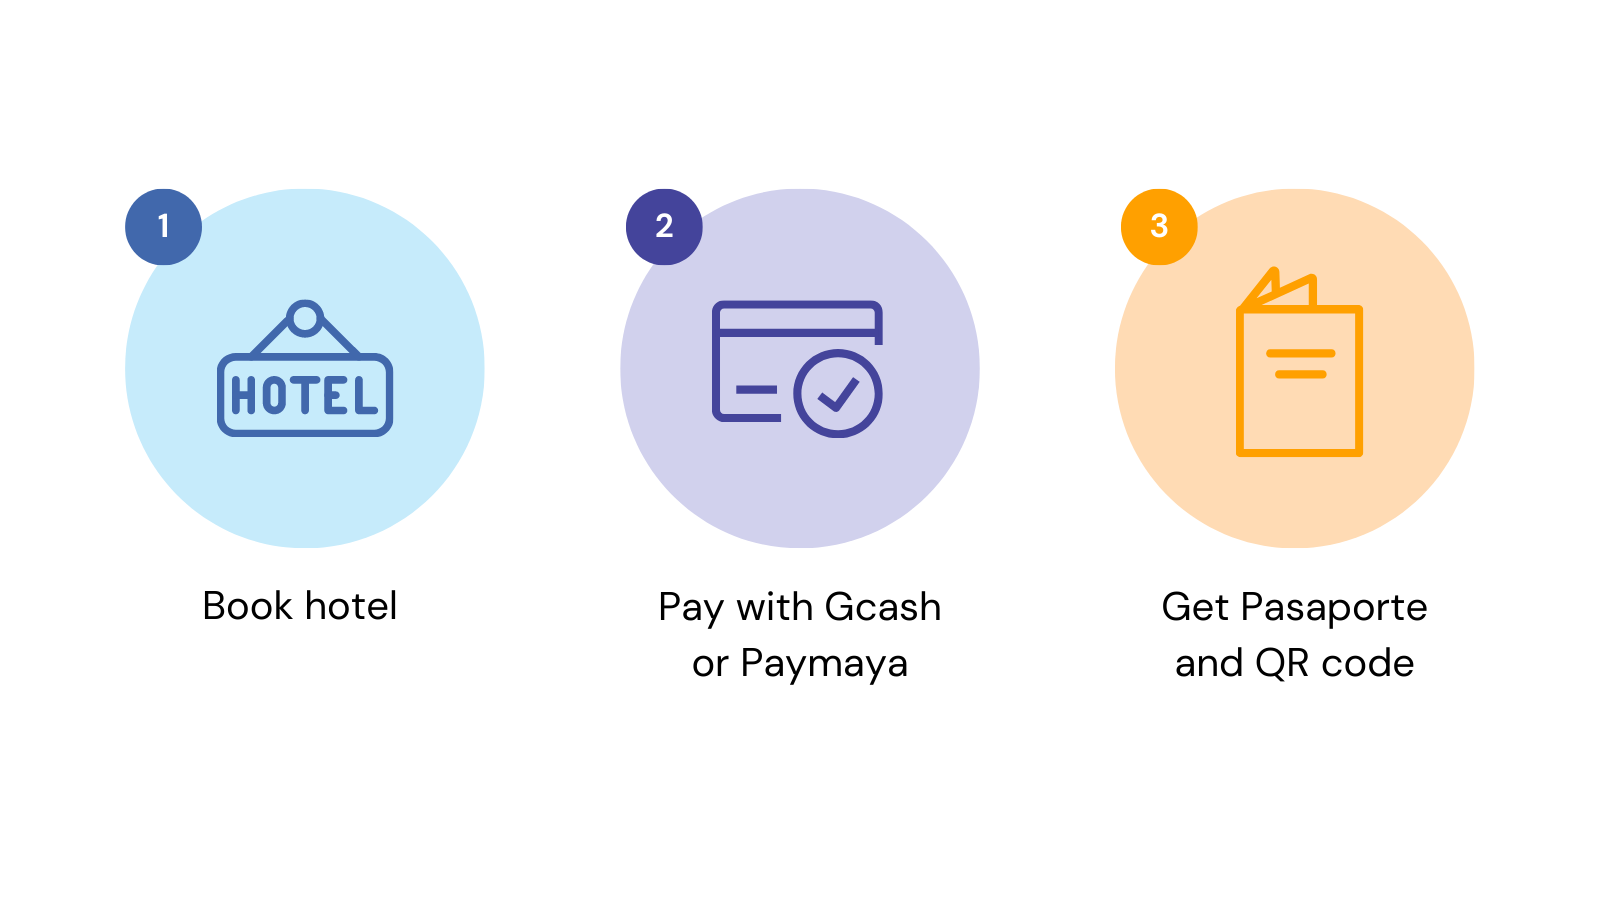 1
HOTEL
Book hotel
2
Pay with Gcash
or Paymaya
3
Get Pasaporte
and QR code